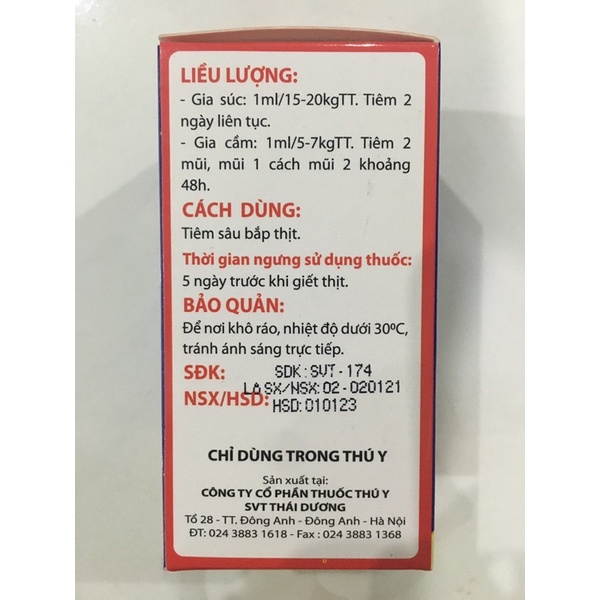 LIỀU LƯỢNG:
- Gia súc: 1ml/15-20kgTT. Tiêm 2
ngày liên tục.
- Gia cầm: 1ml/5-7kgTT. Tiêm 2
mũi, mũi 1 cách mũi 2 khoảng
48h.
CÁCH DÙNG:
Tiêm sâu bắp thịt.
Thời gian ngưng sử dụng thuốc:
5 ngày trước khi giết thịt.
BẢO QUẢN:
Để nơi khô ráo, nhiệt độ dưới 30ºC,
tránh ánh sáng trực tiếp.
SĐK: SDK: SVT - 174
LASX/NSX: 02 - 020121
NSX/HSD: HSD: 010123
CHỈ DÙNG TRONG THÚ Y
Sản xuất tại:
CÔNG TY CỔ PHẦN THUỐC THÚ Y
SVT THÁI DƯƠNG
Tổ 28 - TT. Đông Anh - Đông Anh - Hà Nội
ĐT: 024 3883 1618 - Fax : 024 3883 1368